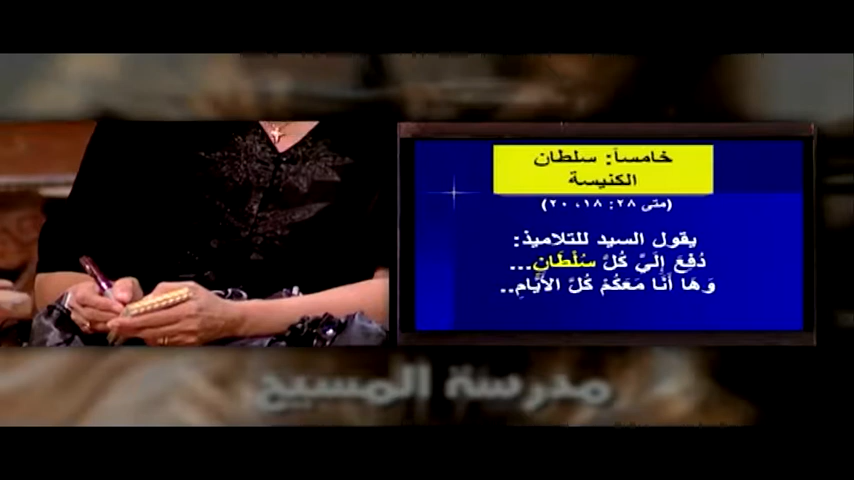 خامساً: سلطان
الكنيسة
(متى ٢٨: ١٨، ٢٠)
يقول السيد للتلاميذ:
دُفِعَ إِلَيَّ كُلُّ سُلْطَانٍ...
وَهَا أَنَا مَعَكُمْ كُلَّ الأَيَّامِ..
مدرسة المسيح